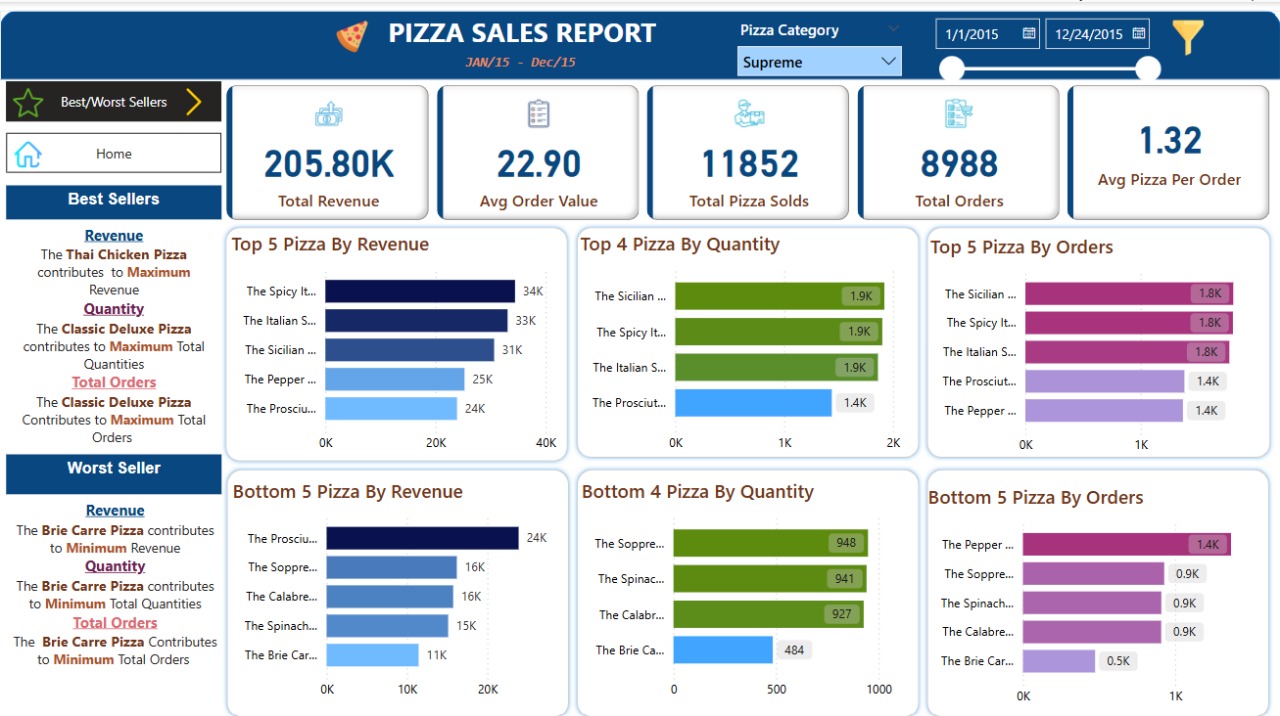 PIZZA SALES REPORT
JAN/15 - Dec/15
Pizza Category
Supreme
1/1/2015
12/24/2015
Best/Worst Sellers
Home
Best Sellers
Revenue
The Thai Chicken Pizza
contributes to Maximum
Revenue
Quantity
The Classic Deluxe Pizza
contributes to Maximum Total
Quantities
Total Orders
The Classic Deluxe Pizza
Contributes to Maximum Total
Orders
Worst Seller
Revenue
The Brie Carre Pizza contributes
to Minimum Revenue
Quantity
The Brie Carre Pizza contributes
to Minimum Total Quantities
Total Orders
The Brie Carre Pizza Contributes
to Minimum Total Orders
205.80K
Total Revenue
22.90
Avg Order Value
11852
Total Pizza Solds
8988
Total Orders
1.32
Avg Pizza Per Order
Top 5 Pizza By Revenue
The Spicy It... 34K
The Italian S... 33K
The Sicilian ... 31K
The Pepper ... 25K
The Prosciu... 24K
0K 20K 40K
Top 4 Pizza By Quantity
The Sicilian ... 1.9K
The Spicy It... 1.9K
The Italian S... 1.9K
The Prosciut... 1.4K
0K 1K 2K
Top 5 Pizza By Orders
The Sicilian ... 1.8K
The Spicy It... 1.8K
The Italian S... 1.8K
The Prosciut... 1.4K
The Pepper ... 1.4K
0K 1K
Bottom 5 Pizza By Revenue
The Prosciu... 24K
The Soppre... 16K
The Calabre... 16K
The Spinach... 15K
The Brie Car... 11K
0K 10K 20K
Bottom 4 Pizza By Quantity
The Soppre... 948
The Spinac... 941
The Calabr... 927
The Brie Ca... 484
0 500 1000
Bottom 5 Pizza By Orders
The Pepper ... 1.4K
The Soppre... 0.9K
The Spinach... 0.9K
The Calabre... 0.9K
The Brie Car... 0.5K
0K 1K